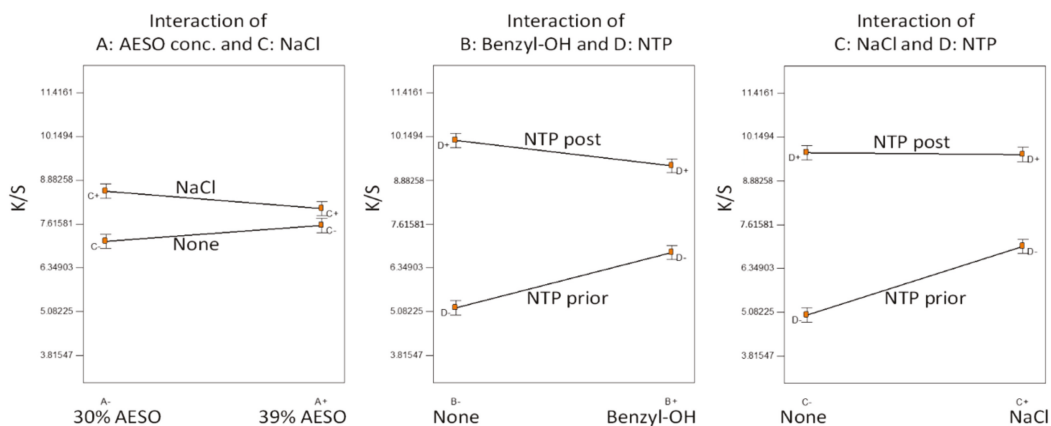 Interaction of
A: AESO conc. and C: NaCl
K/S
11.4161
10.1494
8.88258
7.61581
6.34903
5.08225
3.81547
C+
NaCl
C+
C-
None
C-
A-
A+
30% AESO
39% AESO
Interaction of
B: Benzyl-OH and D: NTP
K/S
11.4161
10.1494
8.88258
7.61581
6.34903
5.08225
3.81547
D+
NTP post
D+
D-
NTP prior
D-
B-
B+
None
Benzyl-OH
Interaction of
C: NaCl and D: NTP
K/S
11.4161
10.1494
8.88258
7.61581
6.34903
5.08225
3.81547
D+
NTP post
D+
D-
NTP prior
D-
C-
C+
None
NaCl